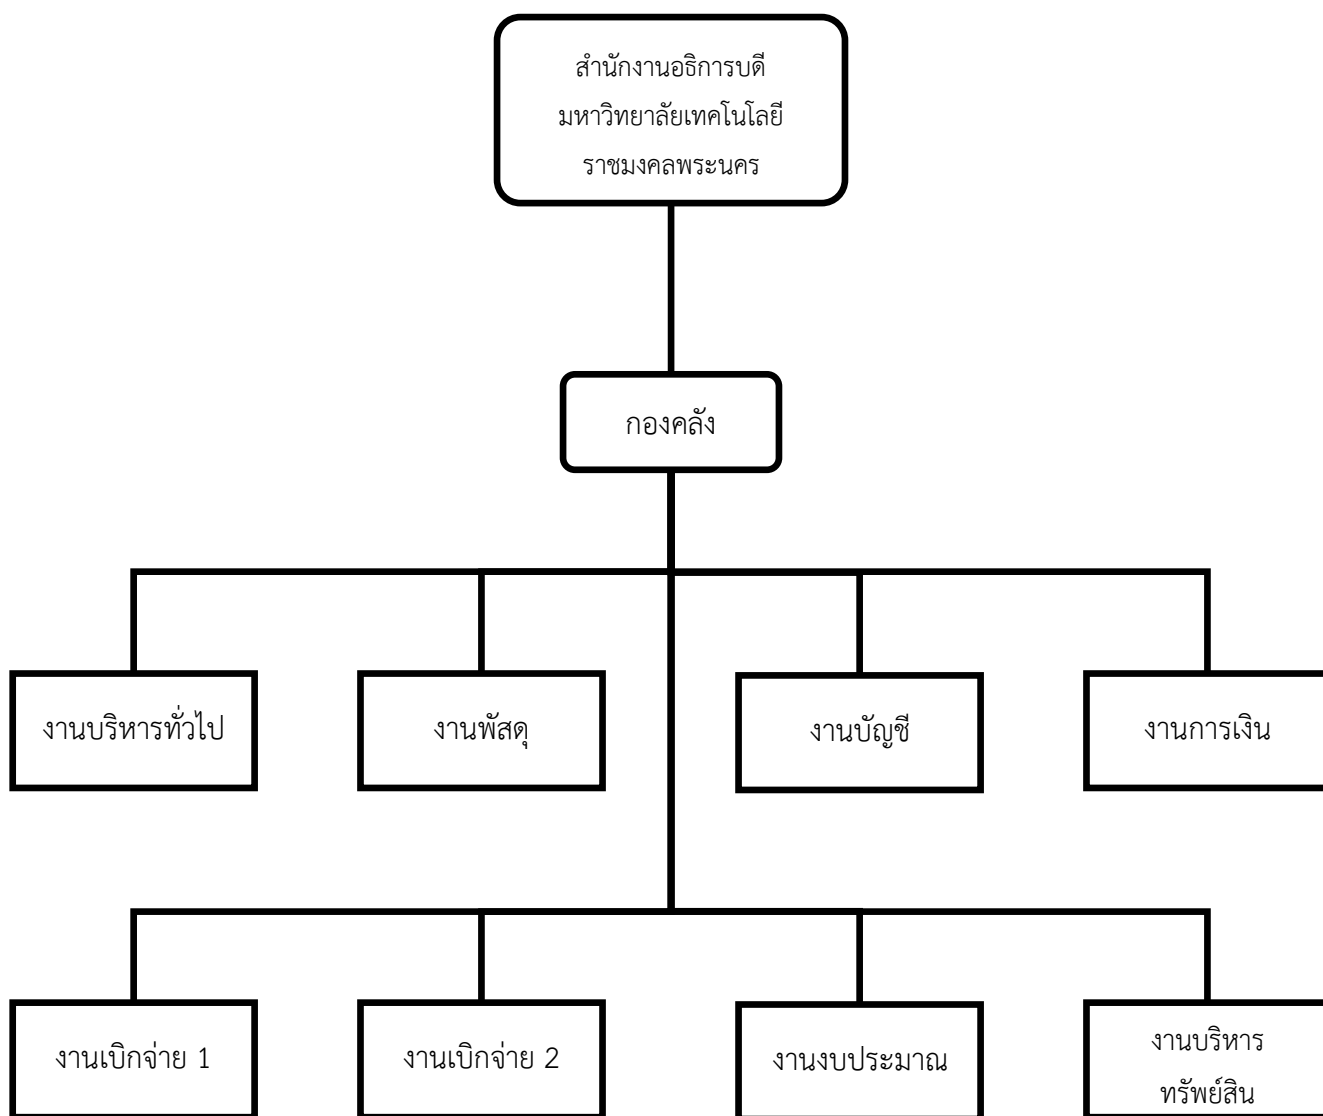 สำนักงานอธิการบดี
มหาวิทยาลัยเทคโนโลยี
ราชมงคลพระนคร
กองคลัง
งานบริหารทั่วไป
งานพัสดุ
งานบัญชี
งานการเงิน
งานเบิกจ่าย 1
งานเบิกจ่าย 2
งานงบประมาณ
งานบริหาร
ทรัพย์สิน